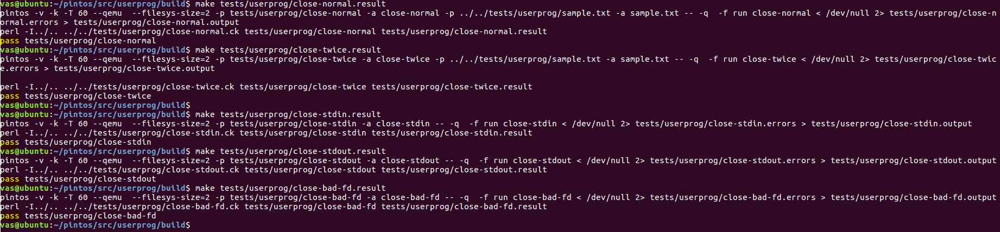 vas@ubuntu:~/pintos/src/userprog/build$ make tests/userprog/close-normal.result
pintos -v -k -T 60 --qemu  --filesys-size=2 -p tests/userprog/close-normal -a close-normal -p ../../tests/userprog/sample.txt -a sample.txt -- -q  -f run close-normal < /dev/null 2> tests/userprog/close-n
ormal.errors > tests/userprog/close-normal.output
perl -I../.. ../../tests/userprog/close-normal.ck tests/userprog/close-normal tests/userprog/close-normal.result
pass tests/userprog/close-normal
vas@ubuntu:~/pintos/src/userprog/build$ make tests/userprog/close-twice.result
pintos -v -k -T 60 --qemu  --filesys-size=2 -p tests/userprog/close-twice -a close-twice -p ../../tests/userprog/sample.txt -a sample.txt -- -q  -f run close-twice < /dev/null 2> tests/userprog/close-twic
e.errors > tests/userprog/close-twice.output
perl -I../.. ../../tests/userprog/close-twice.ck tests/userprog/close-twice tests/userprog/close-twice.result
pass tests/userprog/close-twice
vas@ubuntu:~/pintos/src/userprog/build$
vas@ubuntu:~/pintos/src/userprog/build$ make tests/userprog/close-stdin.result
pintos -v -k -T 60 --qemu  --filesys-size=2 -p tests/userprog/close-stdin -a close-stdin -- -q  -f run close-stdin < /dev/null 2> tests/userprog/close-stdin.errors > tests/userprog/close-stdin.output
perl -I../.. ../../tests/userprog/close-stdin.ck tests/userprog/close-stdin tests/userprog/close-stdin.result
pass tests/userprog/close-stdin
vas@ubuntu:~/pintos/src/userprog/build$ make tests/userprog/close-stdout.result
pintos -v -k -T 60 --qemu  --filesys-size=2 -p tests/userprog/close-stdout -a close-stdout -- -q  -f run close-stdout < /dev/null 2> tests/userprog/close-stdout.errors > tests/userprog/close-stdout.output
perl -I../.. ../../tests/userprog/close-stdout.ck tests/userprog/close-stdout tests/userprog/close-stdout.result
pass tests/userprog/close-stdout
vas@ubuntu:~/pintos/src/userprog/build$ make tests/userprog/close-bad-fd.result
pintos -v -k -T 60 --qemu  --filesys-size=2 -p tests/userprog/close-bad-fd -a close-bad-fd -- -q  -f run close-bad-fd < /dev/null 2> tests/userprog/close-bad-fd.errors > tests/userprog/close-bad-fd.output
perl -I../.. ../../tests/userprog/close-bad-fd.ck tests/userprog/close-bad-fd tests/userprog/close-bad-fd.result
pass tests/userprog/close-bad-fd
vas@ubuntu:~/pintos/src/userprog/build$